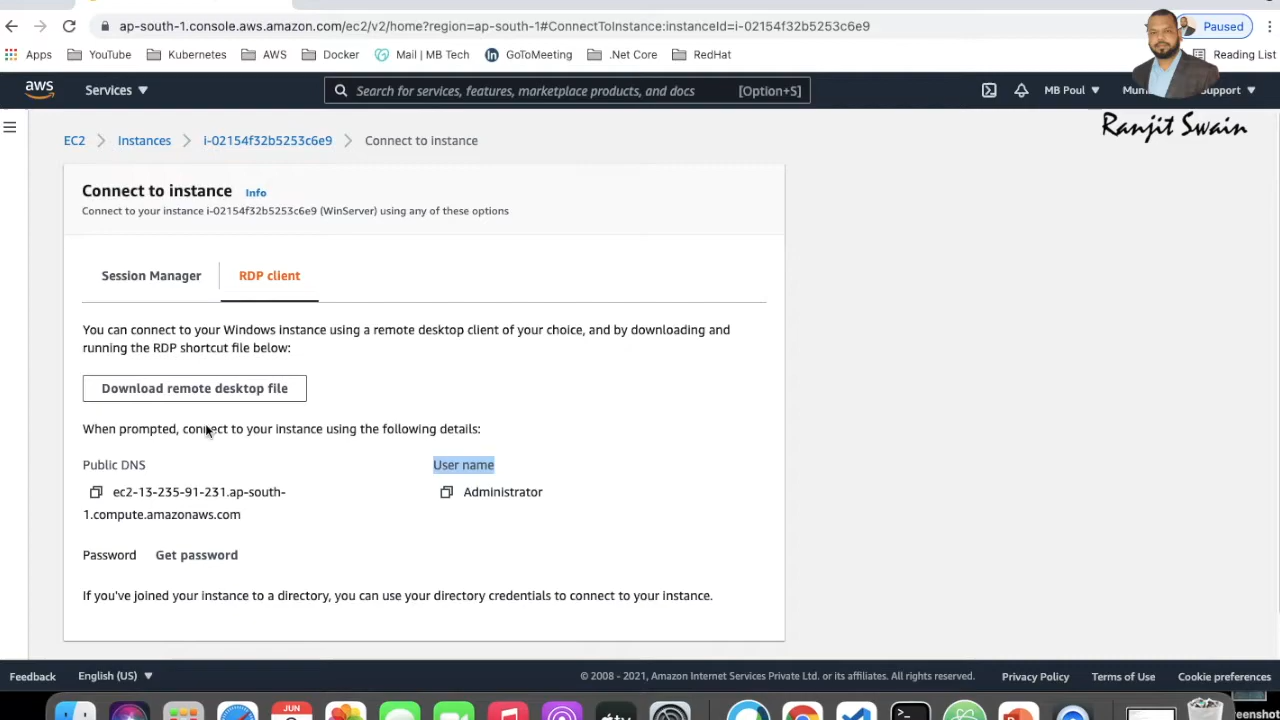 ap-south-1.console.aws.amazon.com/ec2/v2/home?region=ap-south-1#ConnectToInstance:instanceId=i-02154f32b5253c6e9
Paused
Apps YouTube Kubernetes AWS Docker Mail | MB Tech GoToMeeting .Net Core RedHat Reading List
aws Services Search for services, features, marketplace products, and docs [Option+S] MB Poul
Ranjit Swain
EC2 Instances i-02154f32b5253c6e9 Connect to instance
Connect to instance Info
Connect to your instance i-02154f32b5253c6e9 (WinServer) using any of these options
Session Manager RDP client
You can connect to your Windows instance using a remote desktop client of your choice, and by downloading and
running the RDP shortcut file below:
Download remote desktop file
When prompted, connect to your instance using the following details:
Public DNS User name
ec2-13-235-91-231.ap-south- Administrator
1.compute.amazonaws.com
Password Get password
If you've joined your instance to a directory, you can use your directory credentials to connect to your instance.
Feedback English (US) © 2008 - 2021, Amazon Internet Services Private Ltd. or its affiliates. All rights reserved. Privacy Policy Terms of Use Cookie preferences
JUN